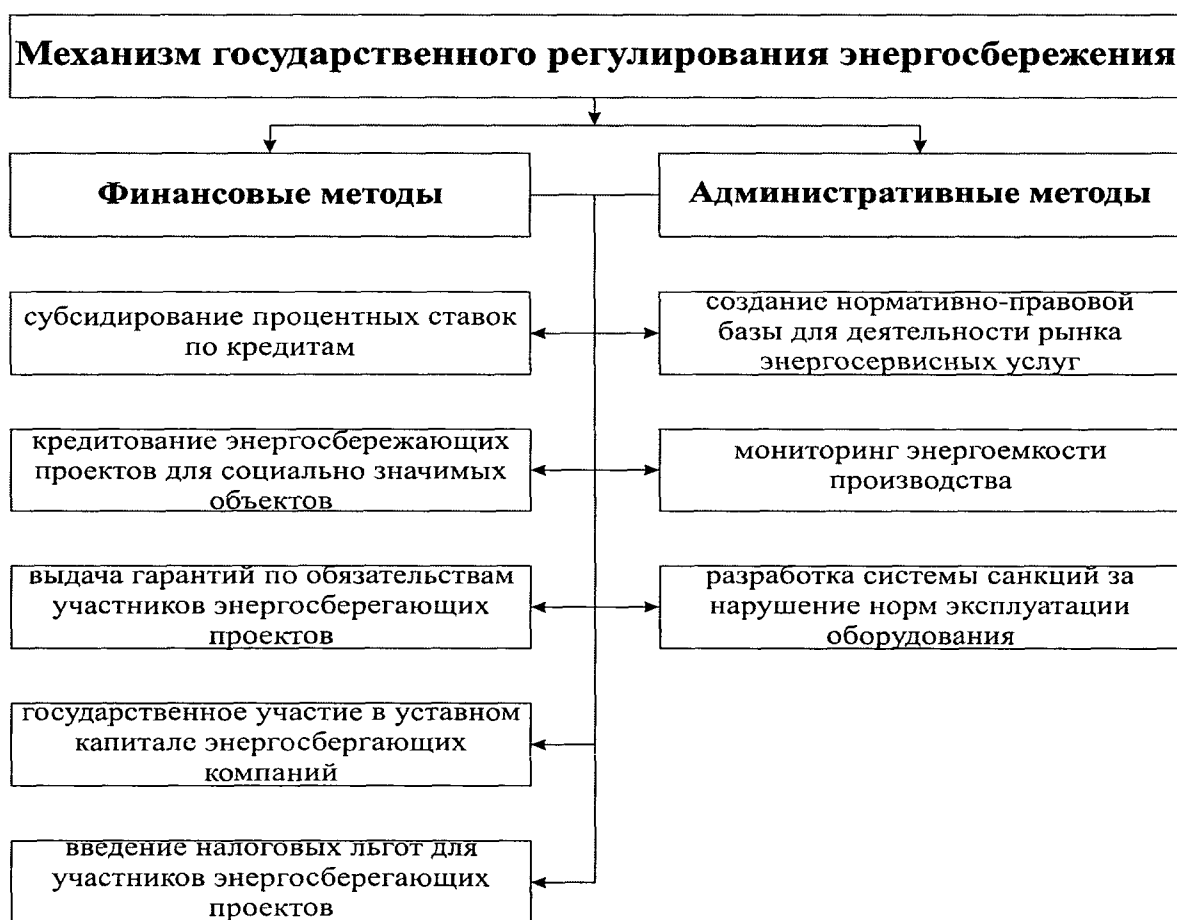 Механизм государственного регулирования энергосбережения
Финансовые методы
Административные методы
субсидирование процентных ставок
по кредитам
создание нормативно-правовой
базы для деятельности рынка
энергосервисных услуг
кредитование энергосбережающих
проектов для социально значимых
объектов
мониторинг энергоемкости
производства
выдача гарантий по обязательствам
участников энергосберегающих
проектов
разработка системы санкций за
нарушение норм эксплуатации
оборудования
государственное участие в уставном
капитале энергосбергающих
компаний
введение налоговых льгот для
участников энергосберегающих
проектов